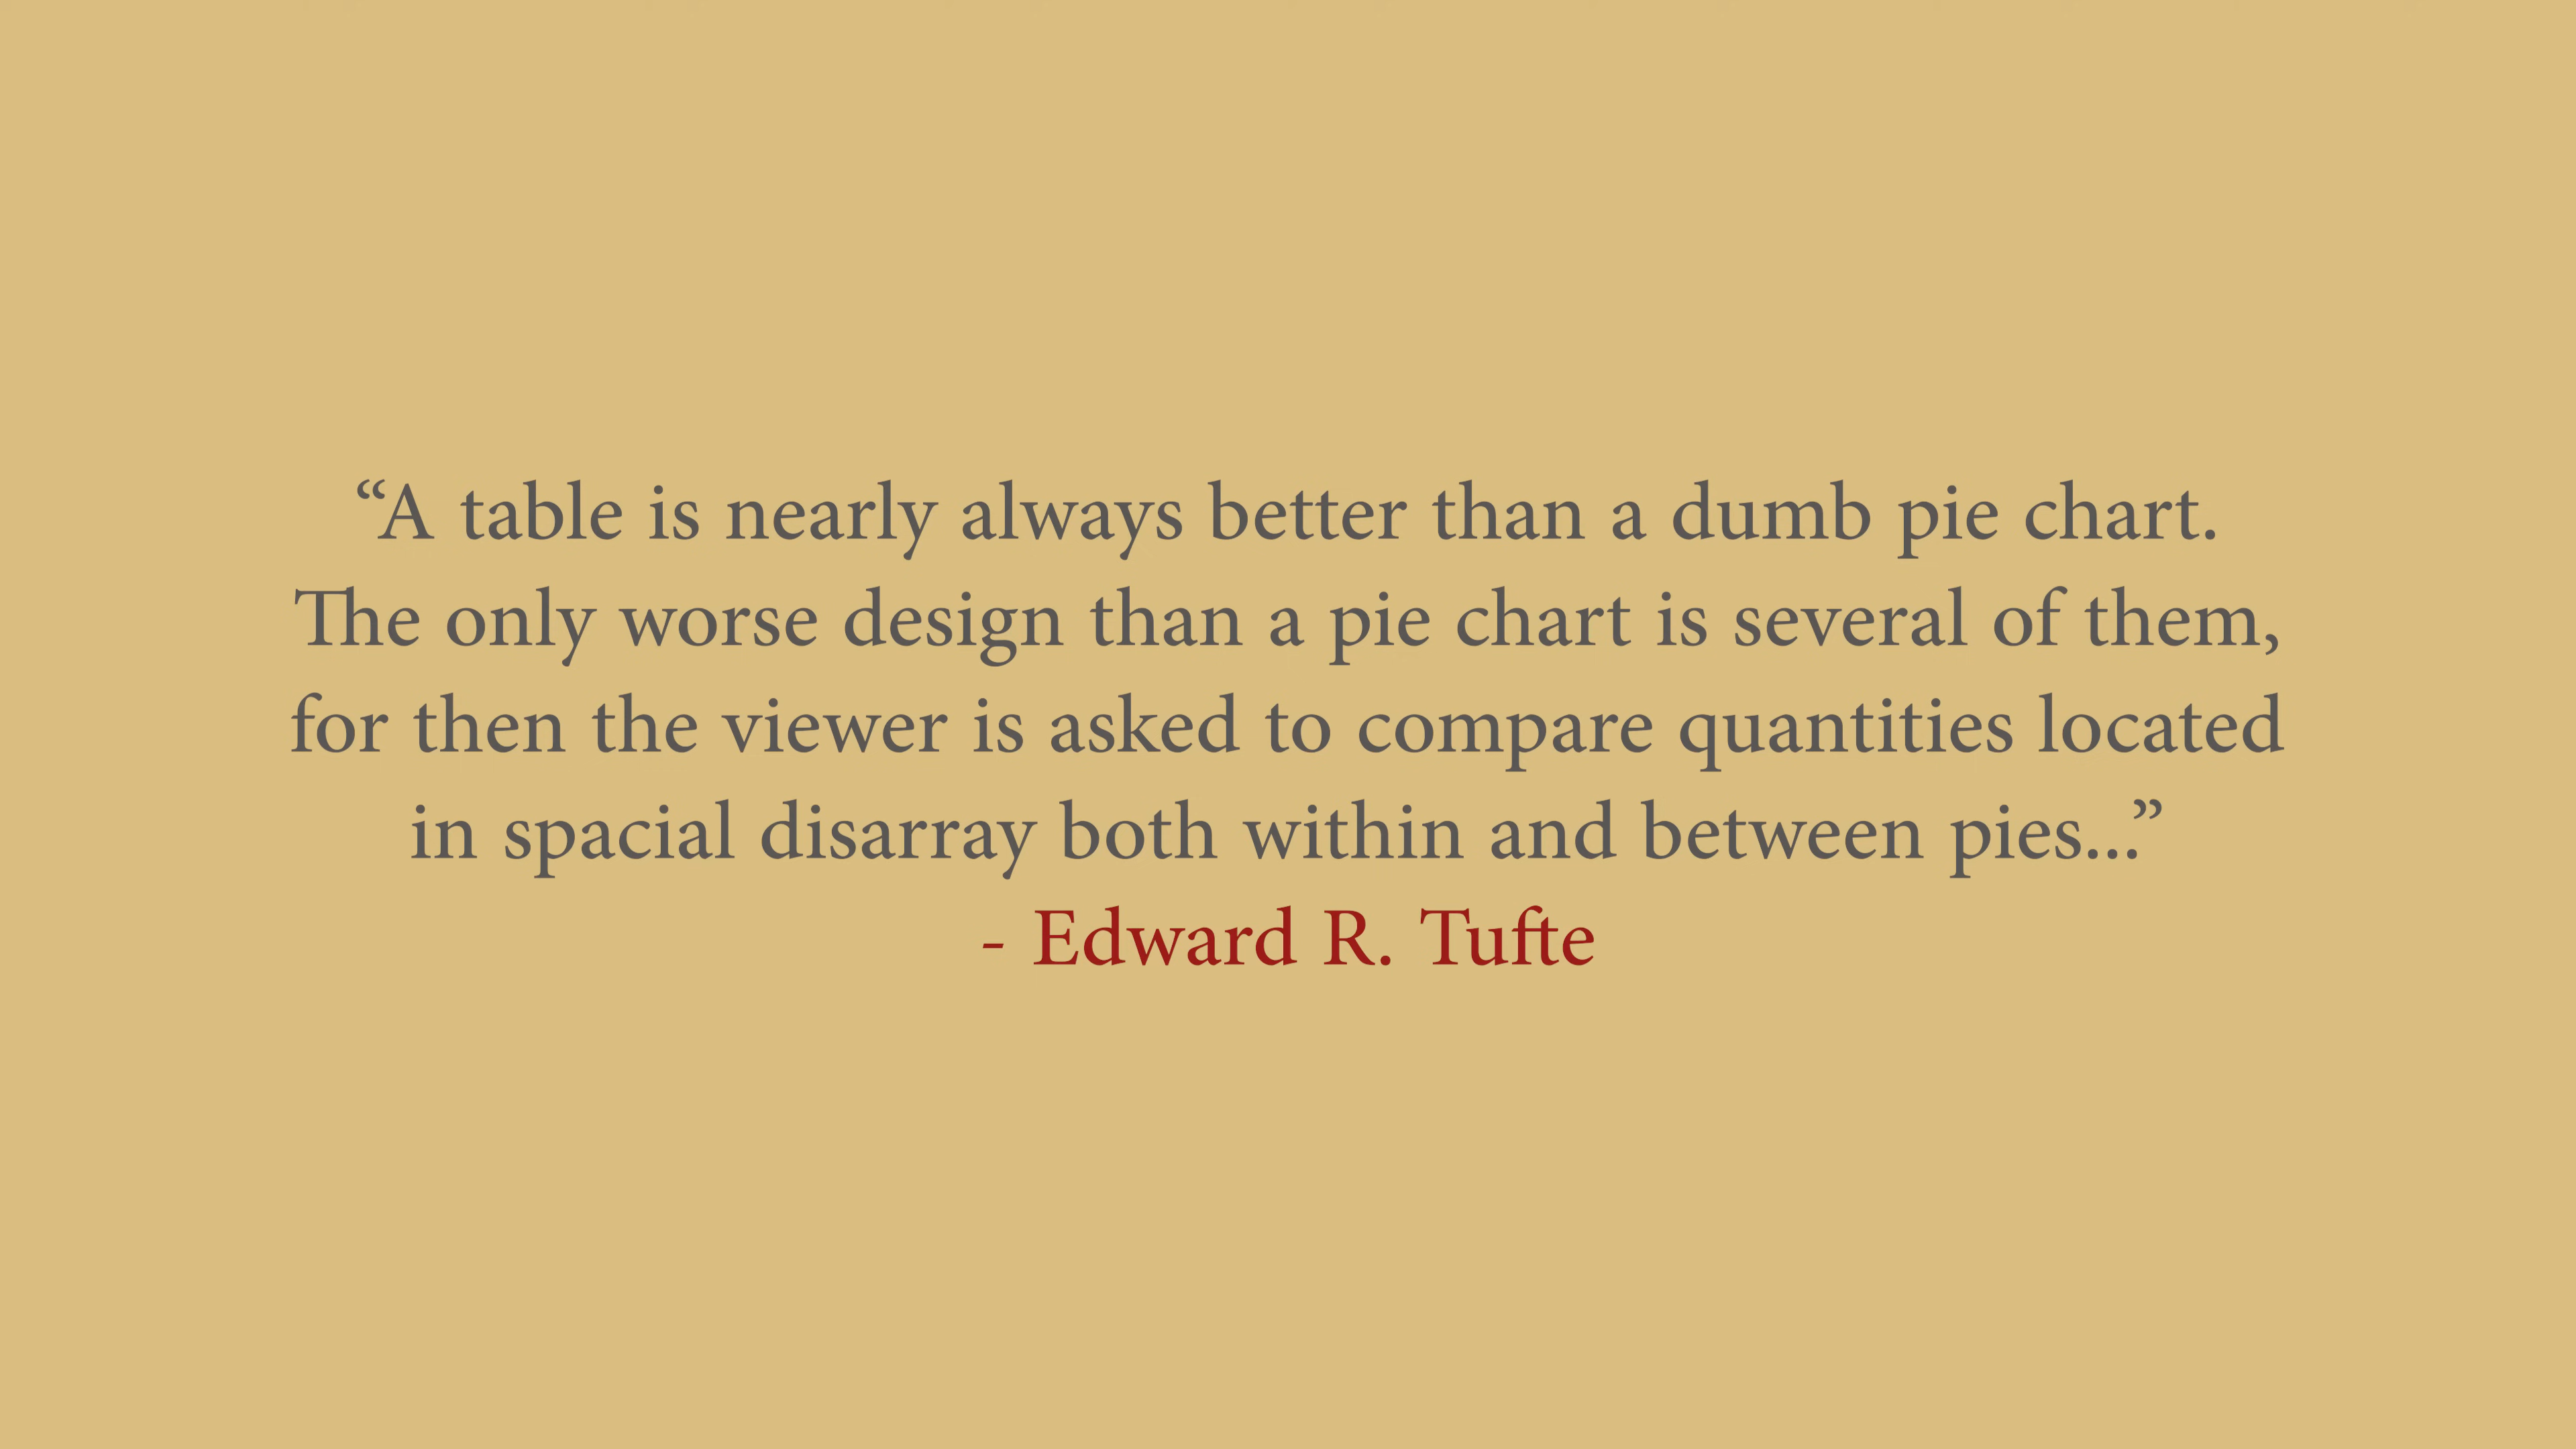 “A table is nearly always better than a dumb pie chart.
The only worse design than a pie chart is several of them,
for then the viewer is asked to compare quantities located
in spacial disarray both within and between pies...”
- Edward R. Tufte